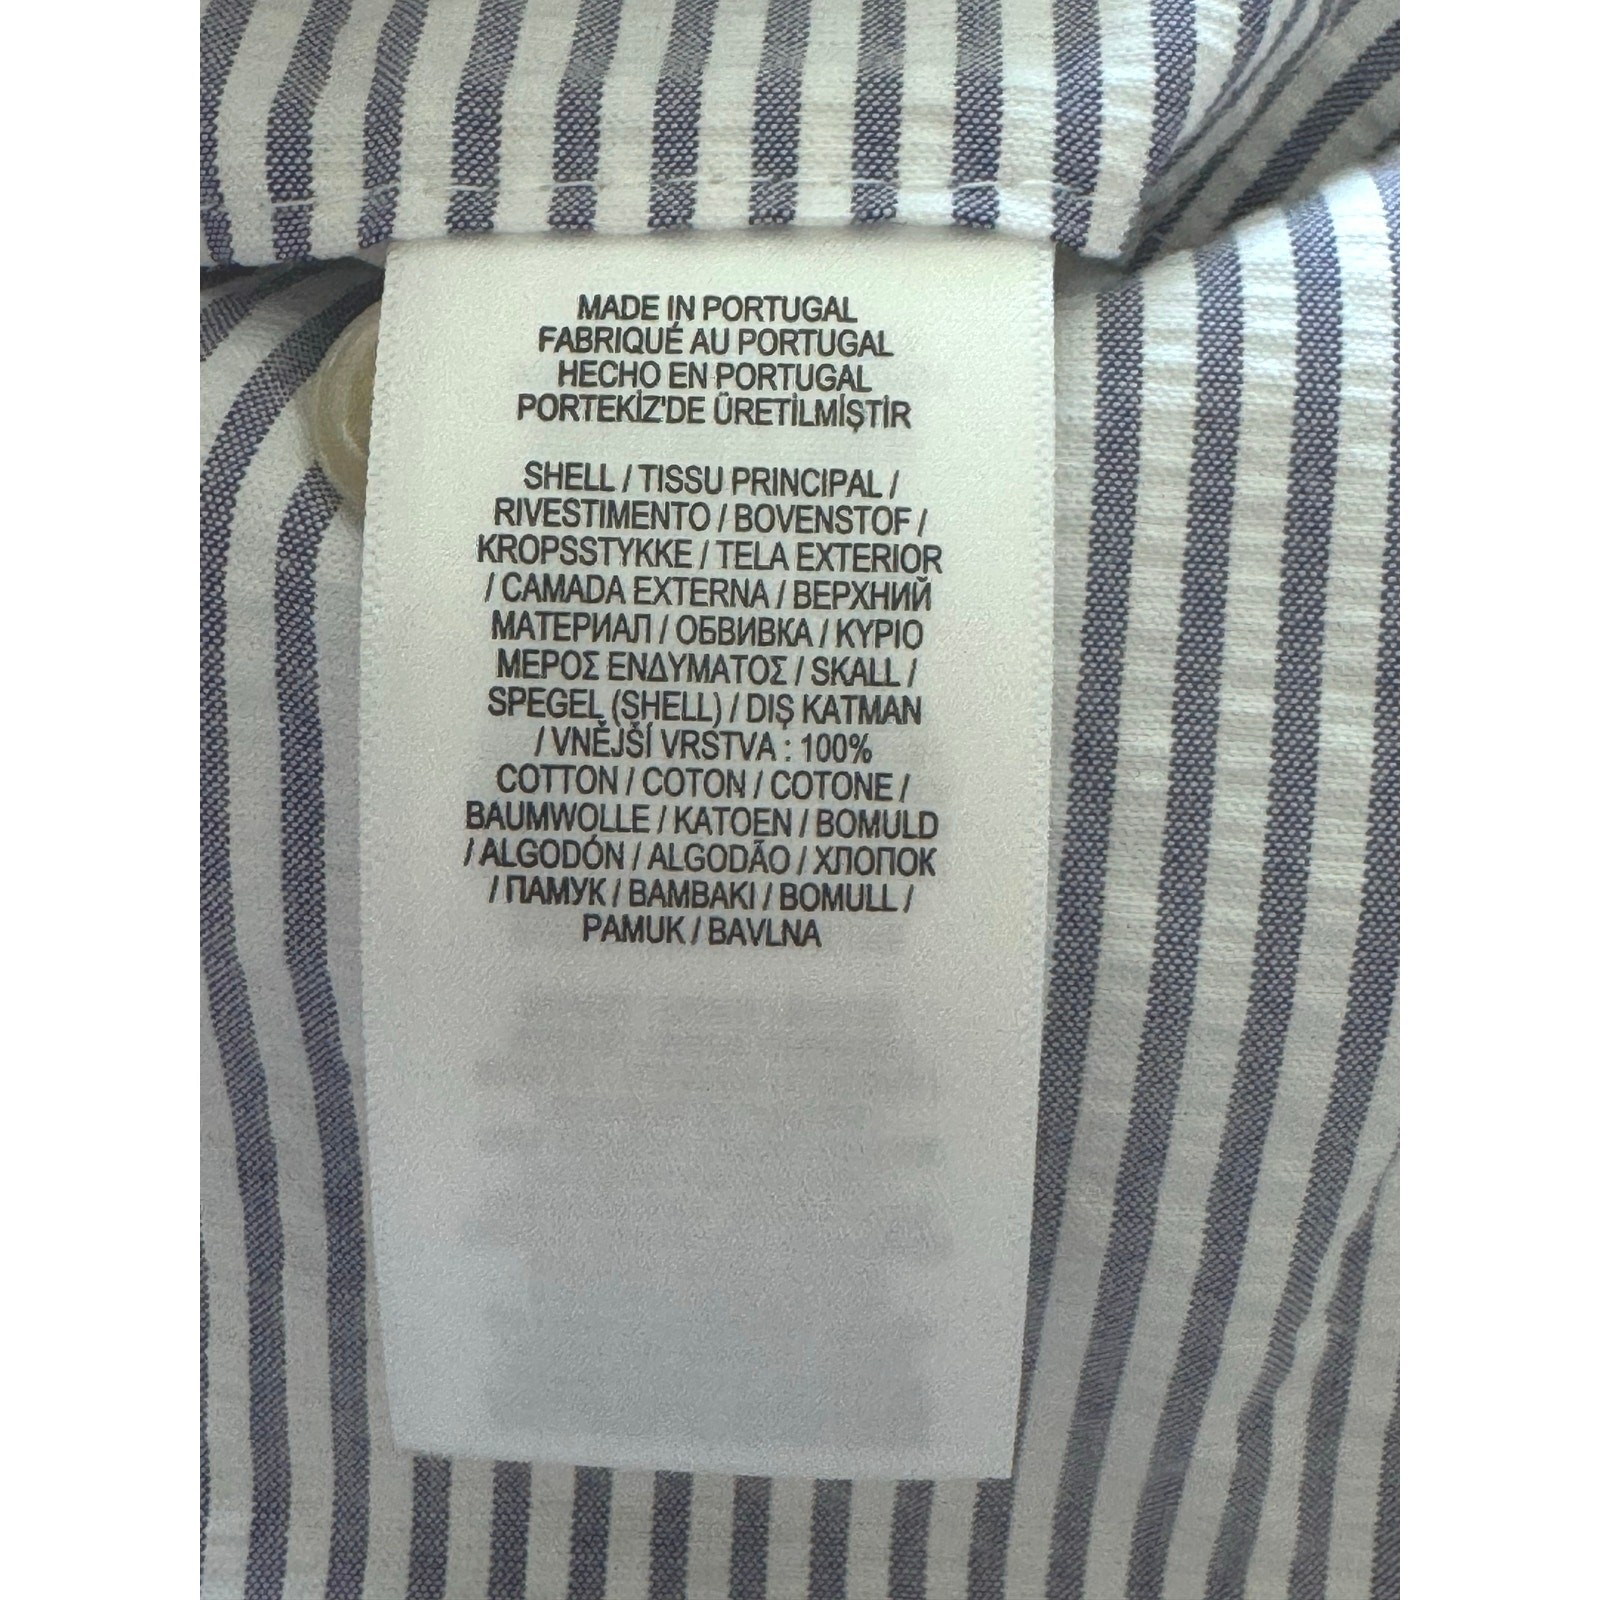 MADE IN PORTUGAL
FABRIQUÉ AU PORTUGAL
HECHO EN PORTUGAL
PORTEKİZ'DE ÜRETİLMİŞTİR
SHELL / TISSU PRINCIPAL /
RIVESTIMENTO / BOVENSTOF /
KROPSSTYKKE / TELA EXTERIOR
/ CAMADA EXTERNA / ВЕРХНИЙ
МАТЕРИАЛ / ОБВИВКА / ΚΥΡΙΟ
ΜΕΡΟΣ ΕΝΔΥΜΑΤΟΣ / SKALL /
SPEGEL (SHELL) / DIŞ KATMAN
/ VNĚJŠÍ VRSTVA : 100%
COTTON / COTON / COTONE /
BAUMWOLLE / KATOEN / BOMULD
/ ALGODÓN / ALGODÃO / ХЛОПОК
/ ПАМУК / ΒΑΜΒΑΚΙ / BOMULL /
PAMUK / BAVLNA